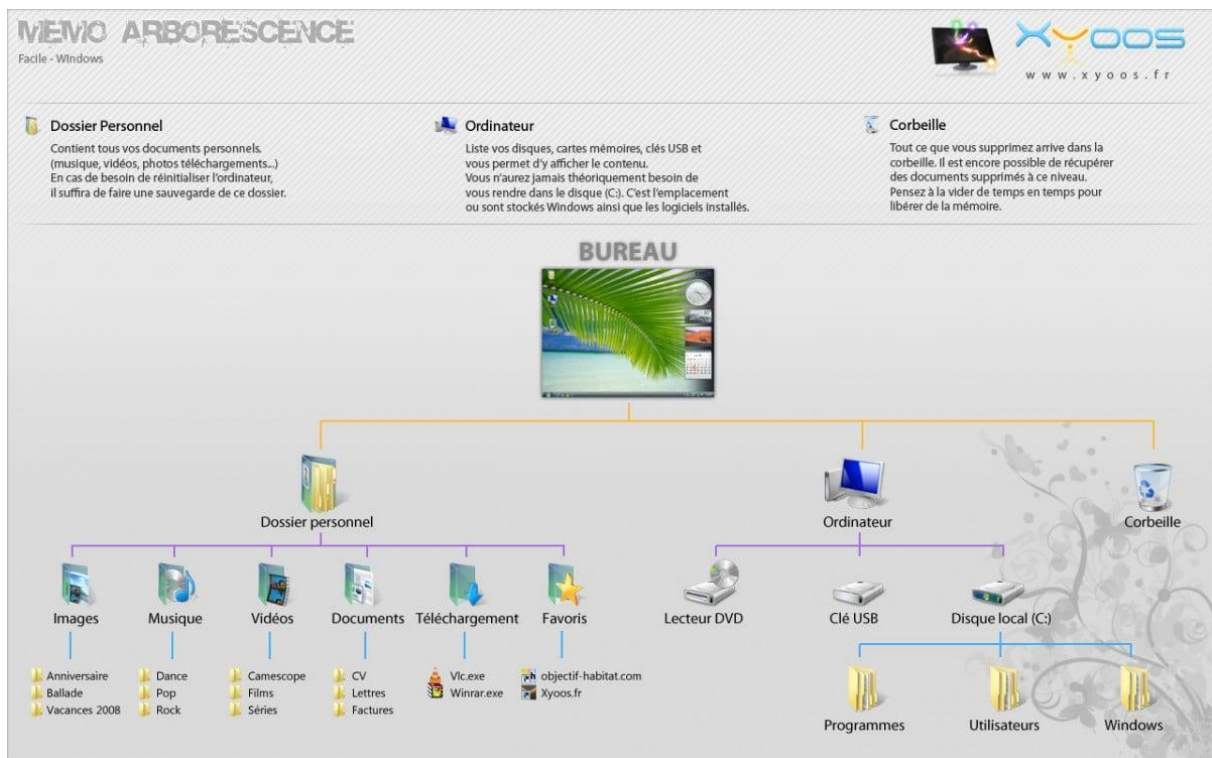 MEMO ARBORESCENCE
Facile - Windows
XYOOS
www.xyoos.fr
Dossier Personnel
Contient tous vos documents personnels.
(musique, vidéos, photos téléchargements...)
En cas de besoin de réinitialiser l'ordinateur,
il suffira de faire une sauvegarde de ce dossier.
Ordinateur
Liste vos disques, cartes mémoires, clés USB et
vous permet d'y afficher le contenu.
Vous n'aurez jamais théoriquement besoin de
vous rendre dans le disque (C:). C'est l'emplacement
ou sont stockés Windows ainsi que les logiciels installés.
Corbeille
Tout ce que vous supprimez arrive dans la
corbeille. Il est encore possible de récupérer
des documents supprimés à ce niveau.
Pensez à la vider de temps en temps pour
libérer de la mémoire.
BUREAU
Dossier personnel
Ordinateur
Corbeille
Images
Musique
Vidéos
Documents
Téléchargement
Favoris
Lecteur DVD
Clé USB
Disque local (C:)
Anniversaire
Ballade
Vacances 2008
Dance
Pop
Rock
Camescope
Films
Séries
CV
Lettres
Factures
Vlc.exe
Winrar.exe
objectif-habitat.com
Xyoos.fr
Programmes
Utilisateurs
Windows